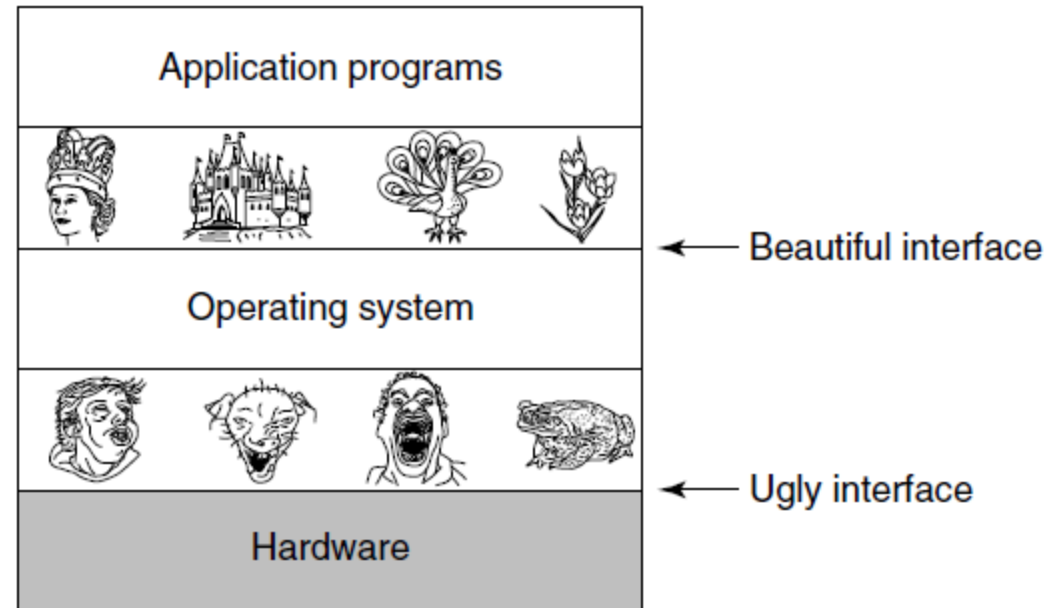 Application programs
Beautiful interface
Operating system
Ugly interface
Hardware